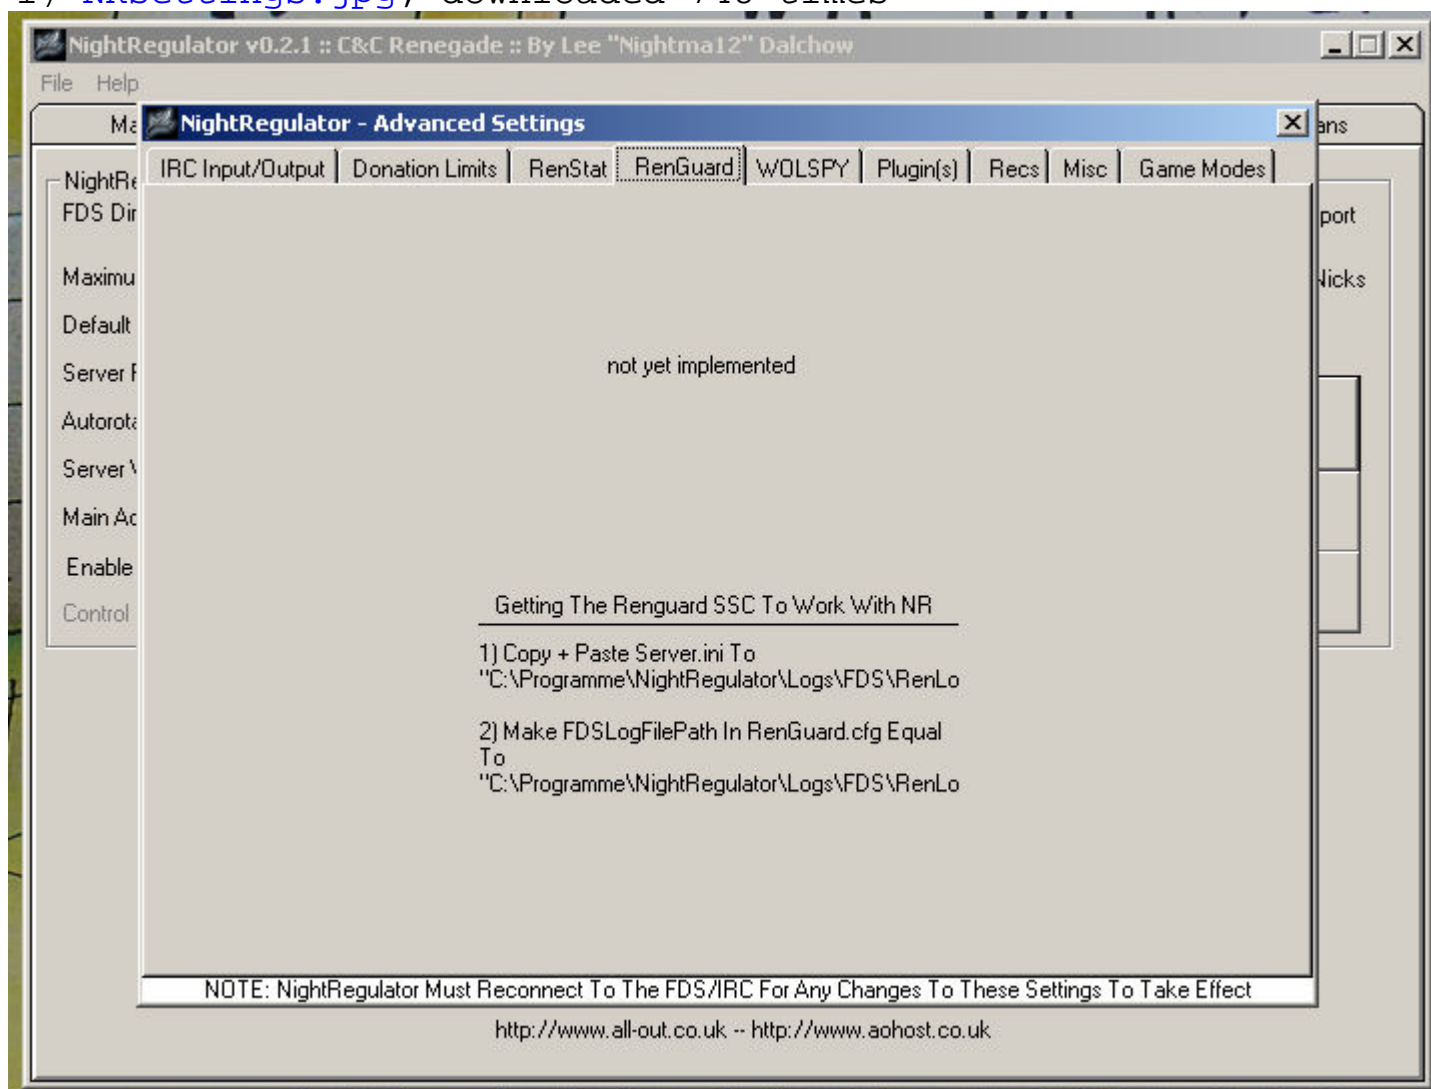 NightRegulator v0.2.1 :: C&C Renegade :: By Lee "Nightma12" Dalchow
File Help
NightRegulator - Advanced Settings
IRC Input/Output Donation Limits RenStat RenGuard WOLSPY Plugin(s) Recs Misc Game Modes
FDS Dir
Maximu
Default
Server
Server
Main
Enable
Control
not yet implemented
Getting The Renguard SSC To Work With NR
1) Copy + Paste Server.ini To
"C:\Programme\NightRegulator\Logs\FDS\RenLo
2) Make FDSLogFilePath In RenGuard.cfg Equal
To
"C:\Programme\NightRegulator\Logs\FDS\RenLo
NOTE: NightRegulator Must Reconnect To The FDS/IRC For Any Changes To These Settings To Take Effect
http://www.all-out.co.uk -- http://www.aohost.co.uk